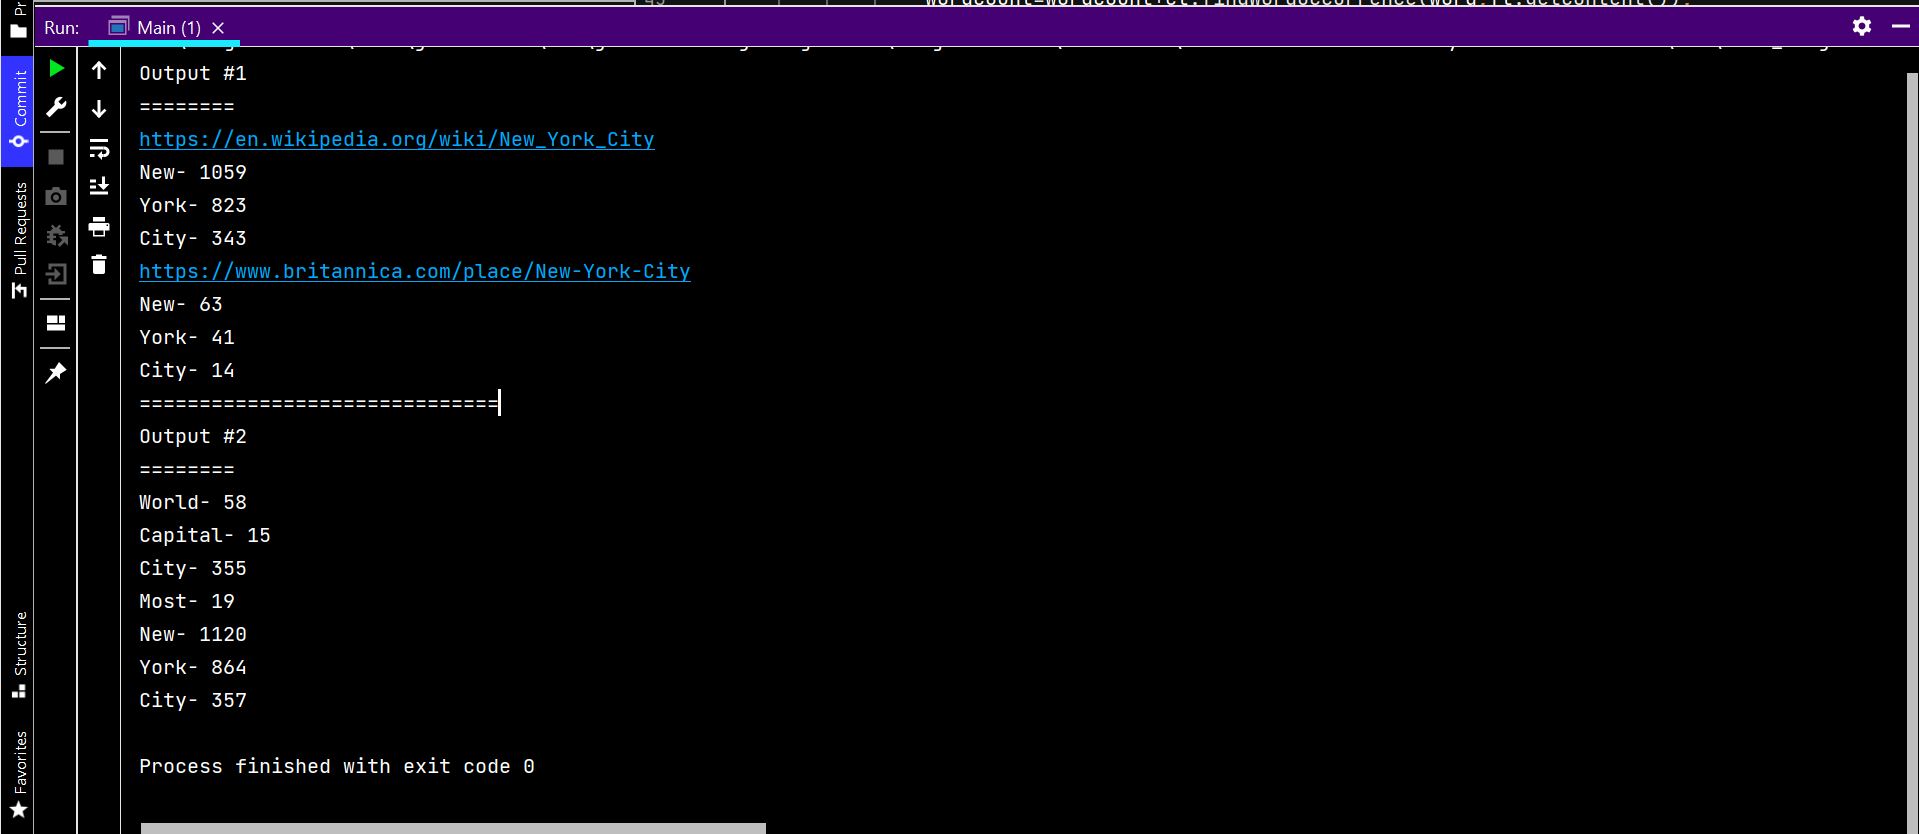 Run: Main (1)
Commit
Pull Requests
Structure
Favorites
Output #1
========
https://en.wikipedia.org/wiki/New_York_City
New- 1059
York- 823
City- 343
https://www.britannica.com/place/New-York-City
New- 63
York- 41
City- 14
==============================
Output #2
========
World- 58
Capital- 15
City- 355
Most- 19
New- 1120
York- 864
City- 357
Process finished with exit code 0